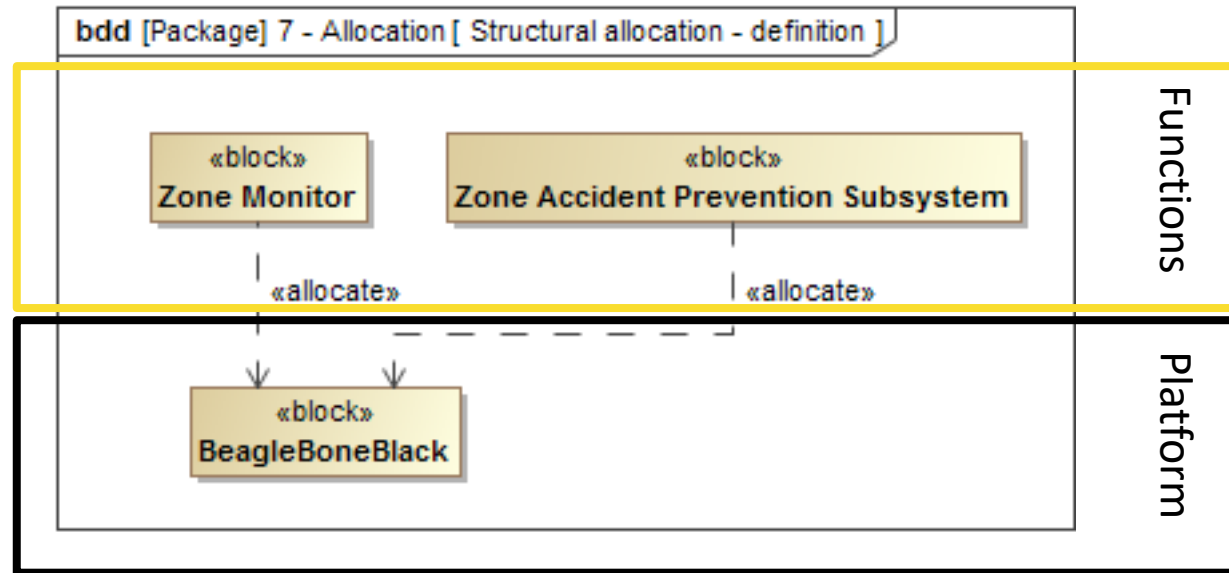 bdd [Package] 7 - Allocation [ Structural allocation - definition ]
Functions
«block»
Zone Monitor
«block»
Zone Accident Prevention Subsystem
«allocate»
«allocate»
Platform
«block»
BeagleBoneBlack